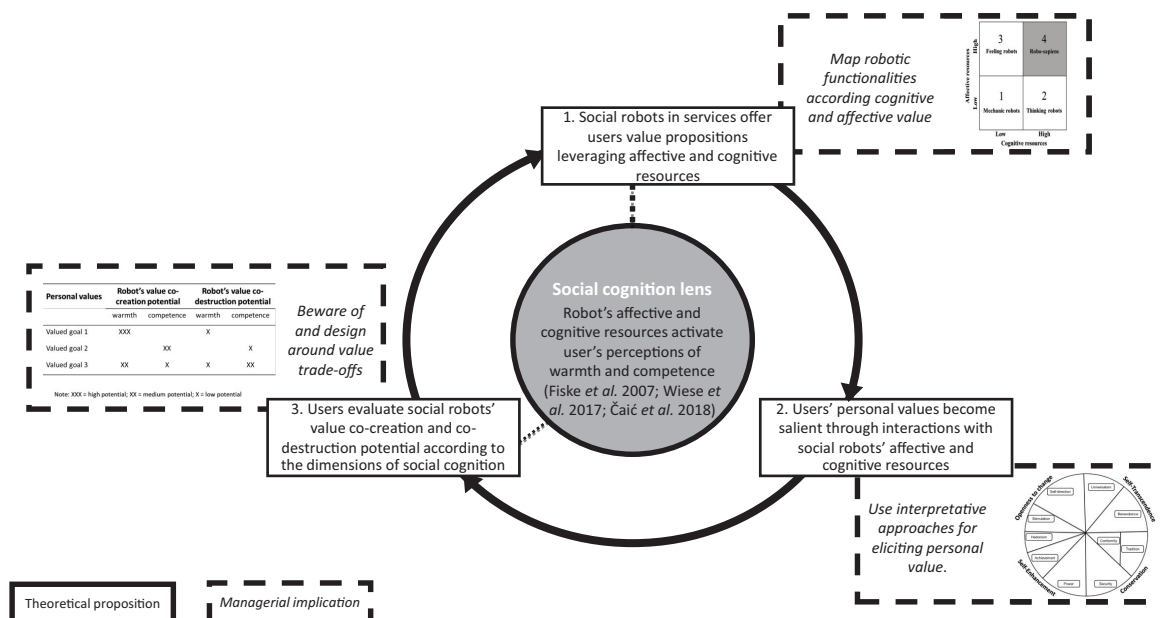 Map robotic
functionalities
according cognitive
and affective value
Affective resources
High
Low
3
Feeling robots
4
Robo-sapiens
1
Mechanic robots
2
Thinking robots
Low
High
Cognitive resources
1. Social robots in services offer
users value propositions
leveraging affective and cognitive
resources
Social cognition lens
Robot's affective and
cognitive resources activate
user's perceptions of
warmth and competence
(Fiske et al. 2007; Wiese et
al. 2017; Čaić et al. 2018)
Personal values
Robot's value co-
creation potential
Robot's value co-
destruction potential
warmth competence warmth competence
Valued goal 1 XXX X
Valued goal 2 XX X
Valued goal 3 XX X X XX
Note: XXX = high potential; XX = medium potential; X = low potential
Beware of
and design
around value
trade-offs
3. Users evaluate social robots'
value co-creation and co-
destruction potential according to
the dimensions of social cognition
2. Users' personal values become
salient through interactions with
social robots' affective and
cognitive resources
Use interpretative
approaches for
eliciting personal
value.
Openness to change
Self-Transcendence
Self-Enhancement
Conservation
Self-direction
Universalism
Stimulation
Benevolence
Hedonism
Conformity
Tradition
Achievement
Power
Security
Theoretical proposition
Managerial implication